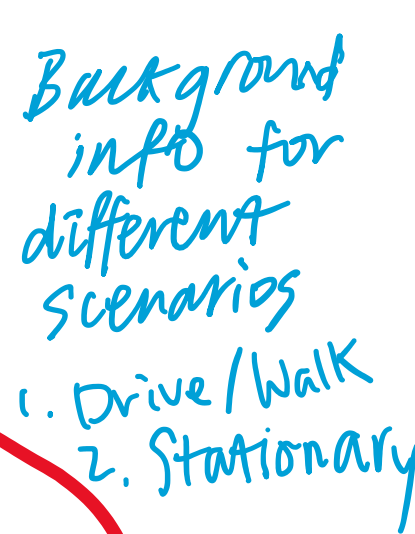 Background
info for
different
scenarios
1. Drive/Walk
2. Stationary